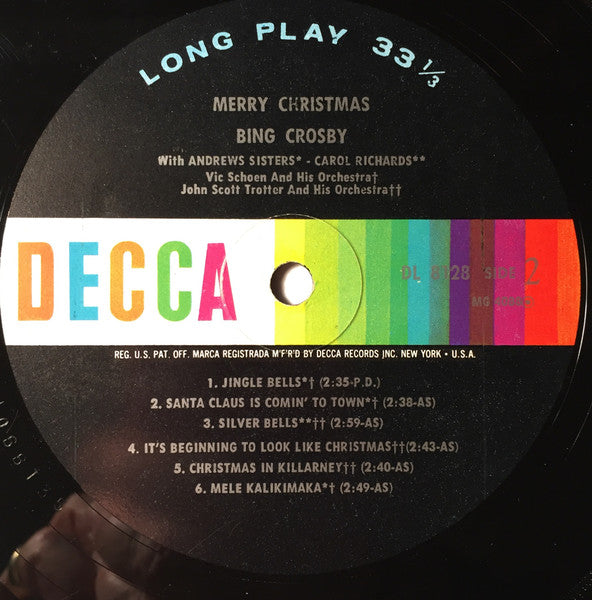 LONG PLAY 33 1/3
MERRY CHRISTMAS
BING CROSBY
With ANDREWS SISTERS* - CAROL RICHARDS**
Vic Schoen And His Orchestra†
John Scott Trotter And His Orchestra††
DECCA
DL 8128 SIDE 2
MG
REG. U.S. PAT. OFF. MARCA REGISTRADA M'F'R'D BY DECCA RECORDS INC. NEW YORK • U.S.A.
1. JINGLE BELLS*† (2:35-P.D.)
2. SANTA CLAUS IS COMIN' TO TOWN*† (2:38-AS)
3. SILVER BELLS**†† (2:59-AS)
4. IT'S BEGINNING TO LOOK LIKE CHRISTMAS††(2:43-AS)
5. CHRISTMAS IN KILLARNEY†† (2:40-AS)
6. MELE KALIKIMAKA*† (2:49-AS)